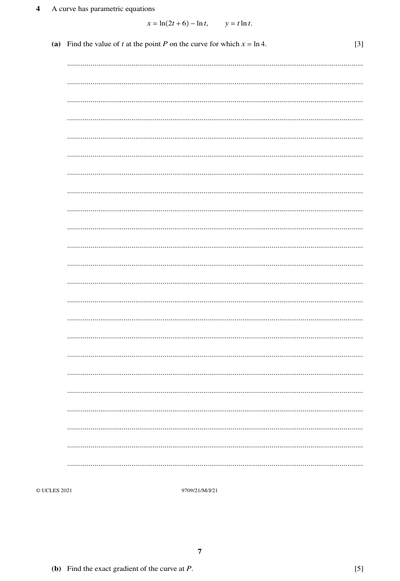 4 A curve has parametric equations
x = ln(2t + 6) − ln t, y = t ln t.
(a) Find the value of t at the point P on the curve for which x = ln 4. [3]
© UCLES 2021 9709/21/M/J/21
7
(b) Find the exact gradient of the curve at P. [5]